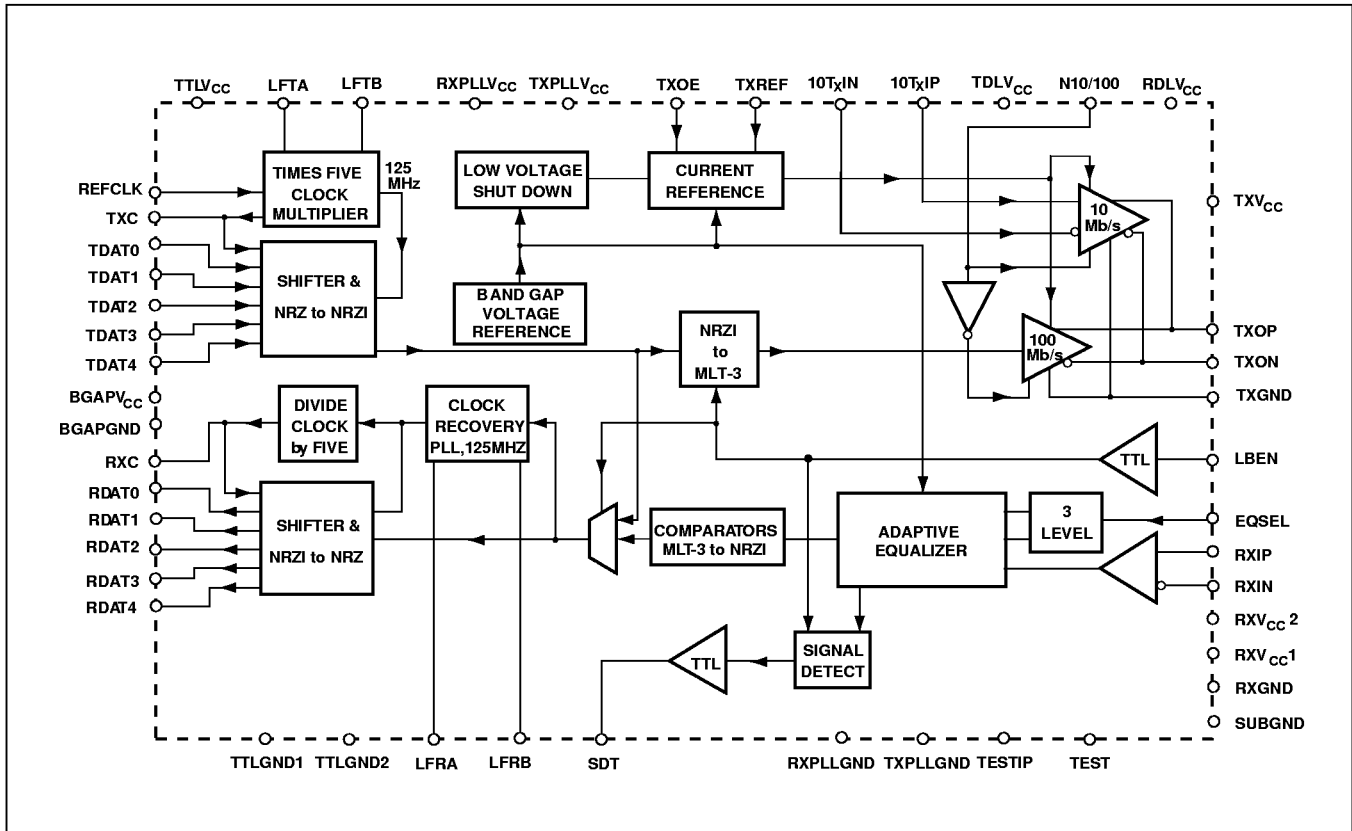 TTLVCC LFTA LFTB RXPLLVCC TXPLLVCC TXOE TXREF 10TXIN 10TXIP TDLVCC N10/100 RDLVCC
REFCLK
TXC
TDAT0
TDAT1
TDAT2
TDAT3
TDAT4
BGAPVCC
BGAPGND
RXC
RDAT0
RDAT1
RDAT2
RDAT3
RDAT4
TIMES FIVE
CLOCK
MULTIPLIER
125
MHz
SHIFTER &
NRZ to NRZI
LOW VOLTAGE
SHUT DOWN
CURRENT
REFERENCE
BAND GAP
VOLTAGE
REFERENCE
NRZI
to
MLT-3
10
Mb/s
100
Mb/s
DIVIDE
CLOCK
by FIVE
CLOCK
RECOVERY
PLL,125MHZ
SHIFTER &
NRZI to NRZ
COMPARATORS
MLT-3 to NRZI
ADAPTIVE
EQUALIZER
3
LEVEL
TTL
TTL
SIGNAL
DETECT
TXVCC
TXOP
TXON
TXGND
LBEN
EQSEL
RXIP
RXIN
RXVCC 2
RXVCC1
RXGND
SUBGND
TTLGND1 TTLGND2 LFRA LFRB SDT RXPLLGND TXPLLGND TESTIP TEST